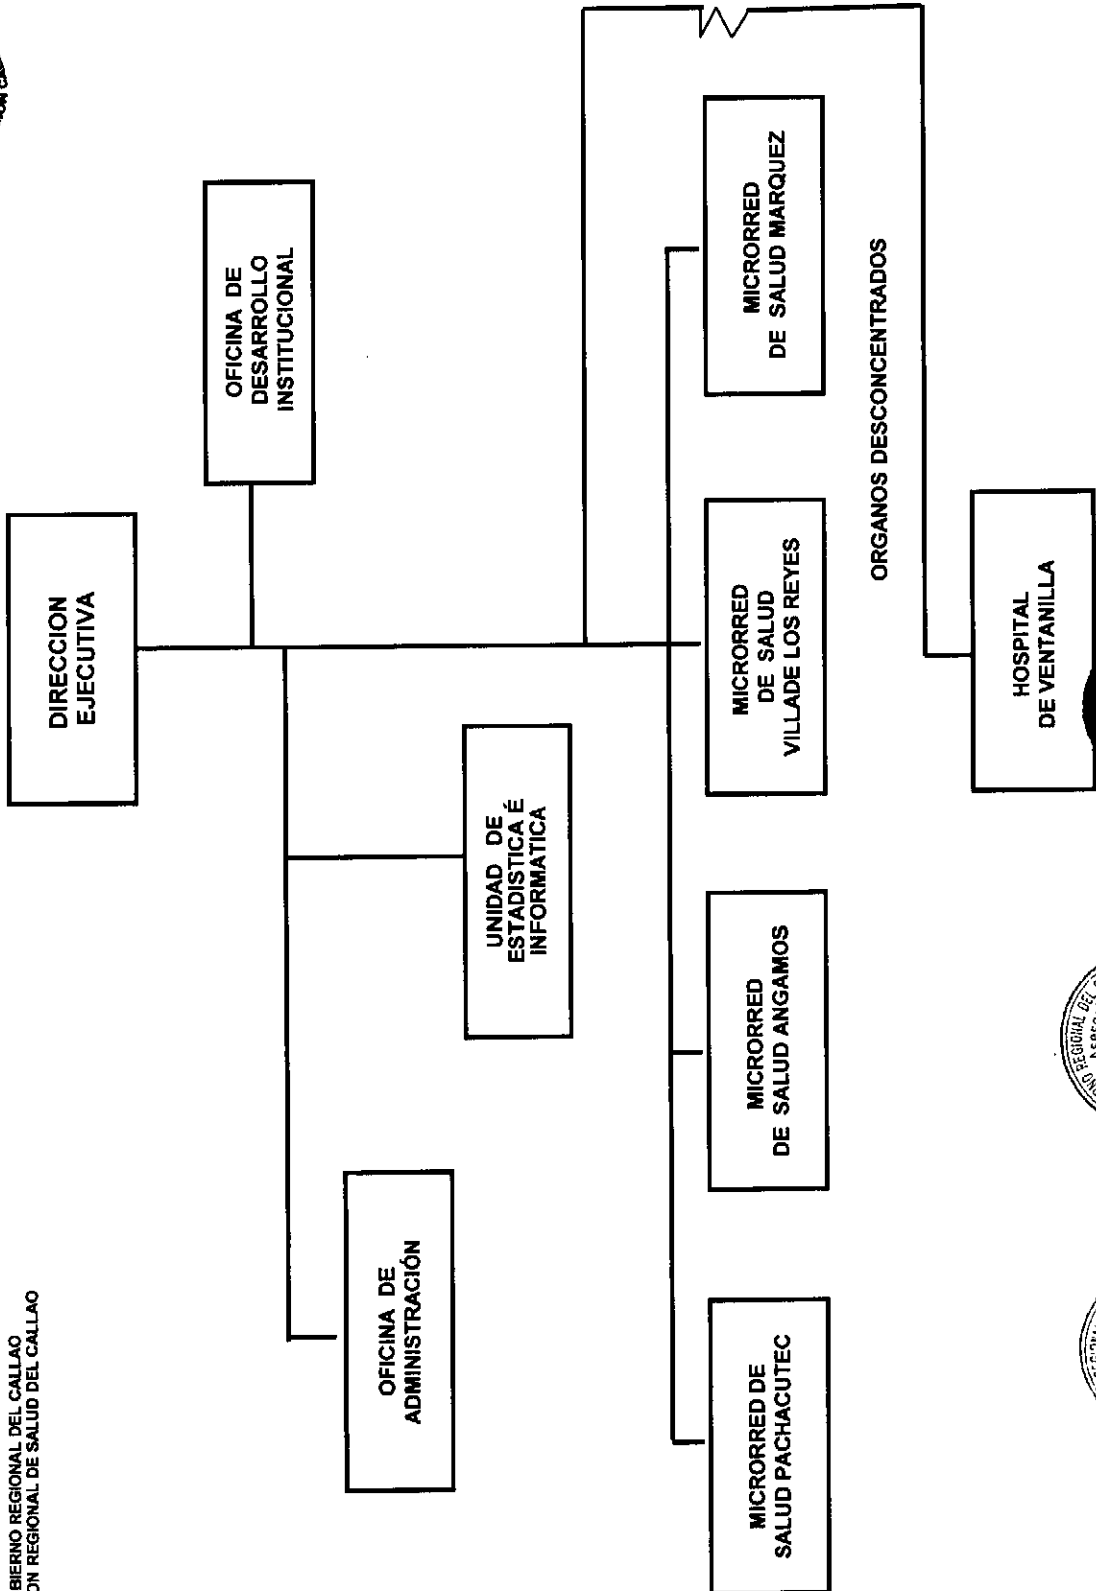 BIERNO REGIONAL DEL CALLAO
ON REGIONAL DE SALUD DEL CALLAO
DIRECCION
EJECUTIVA
OFICINA DE
DESARROLLO
INSTITUCIONAL
UNIDAD DE
ESTADISTICA É
INFORMATICA
OFICINA DE
ADMINISTRACIÓN
MICRORRED DE
SALUD PACHACUTEC
MICRORRED
DE SALUD ANGAMOS
MICRORRED
DE SALUD
VILLADE LOS REYES
MICRORRED
DE SALUD MARQUEZ
ORGANOS DESCONCENTRADOS
HOSPITAL
DE VENTANILLA
REGIONAL DEL